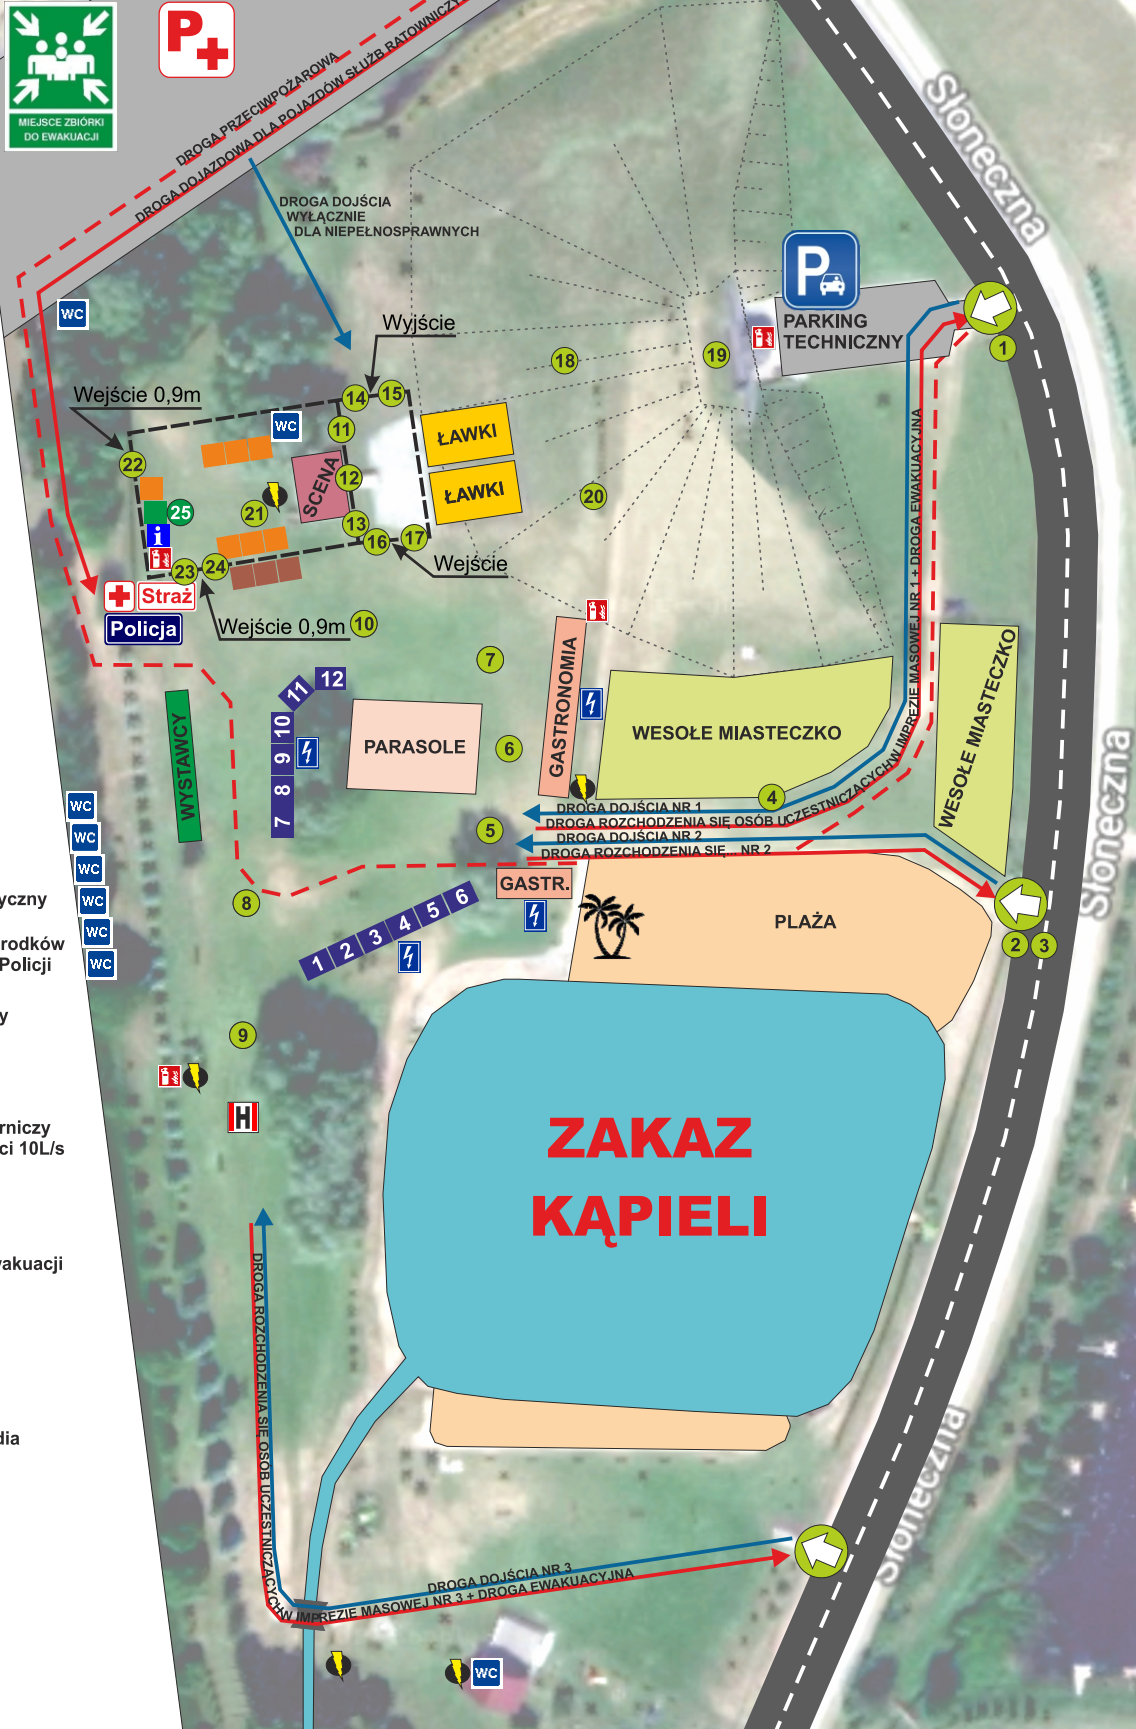 MIEJSCE ZBIÓRKI
DO EWAKUACJI
P+
DROGA PRZECIWPOŻAROWA
DROGA DOJAZDOWA DLA POJAZDÓW SŁUŻB RATOWNICZY
DROGA DOJŚCIA
WYŁĄCZNIE
DLA NIEPEŁNOSPRAWNYCH
Słoneczna
P
PARKING
TECHNICZNY
1
WC
Wyjście
18
19
Wejście 0,9m
14
15
WC
11
ŁAWKI
22
SCENA
12
ŁAWKI
20
25
21
i
13
16
17
Wejście
23
24
Straż
Policja
Wejście 0,9m
10
7
GASTRONOMIA
WESOŁE MIASTECZKO
WESOŁE MIASTECZKO
DROGA ROZCHODZENIA SIĘ OSÓB UCZESTNICZĄCYCH W IMPREZIE MASOWEJ NR 1 + DROGA EWAKUACYJNA
12
11
10
9
8
7
WYSTAWCY
PARASOLE
6
4
5
DROGA DOJŚCIA NR 1
DROGA DOJŚCIA NR 2
DROGA ROZCHODZENIA SIĘ... NR 2
Słoneczna
WC
WC
WC
WC
WC
WC
yczny
rodków
Policji
y
8
GASTR.
1
2
3
4
5
6
PLAŻA
2
3
9
H
rniczy
ci 10L/s
ZAKAZ
KĄPIELI
vakuacji
dia
Słoneczna
DROGA ROZCHODZENIA SIĘ OSÓB UCZESTNICZĄCYCH W IMPREZIE MASOWEJ NR 3 + DROGA EWAKUACYJNA
DROGA DOJŚCIA NR 3
WC